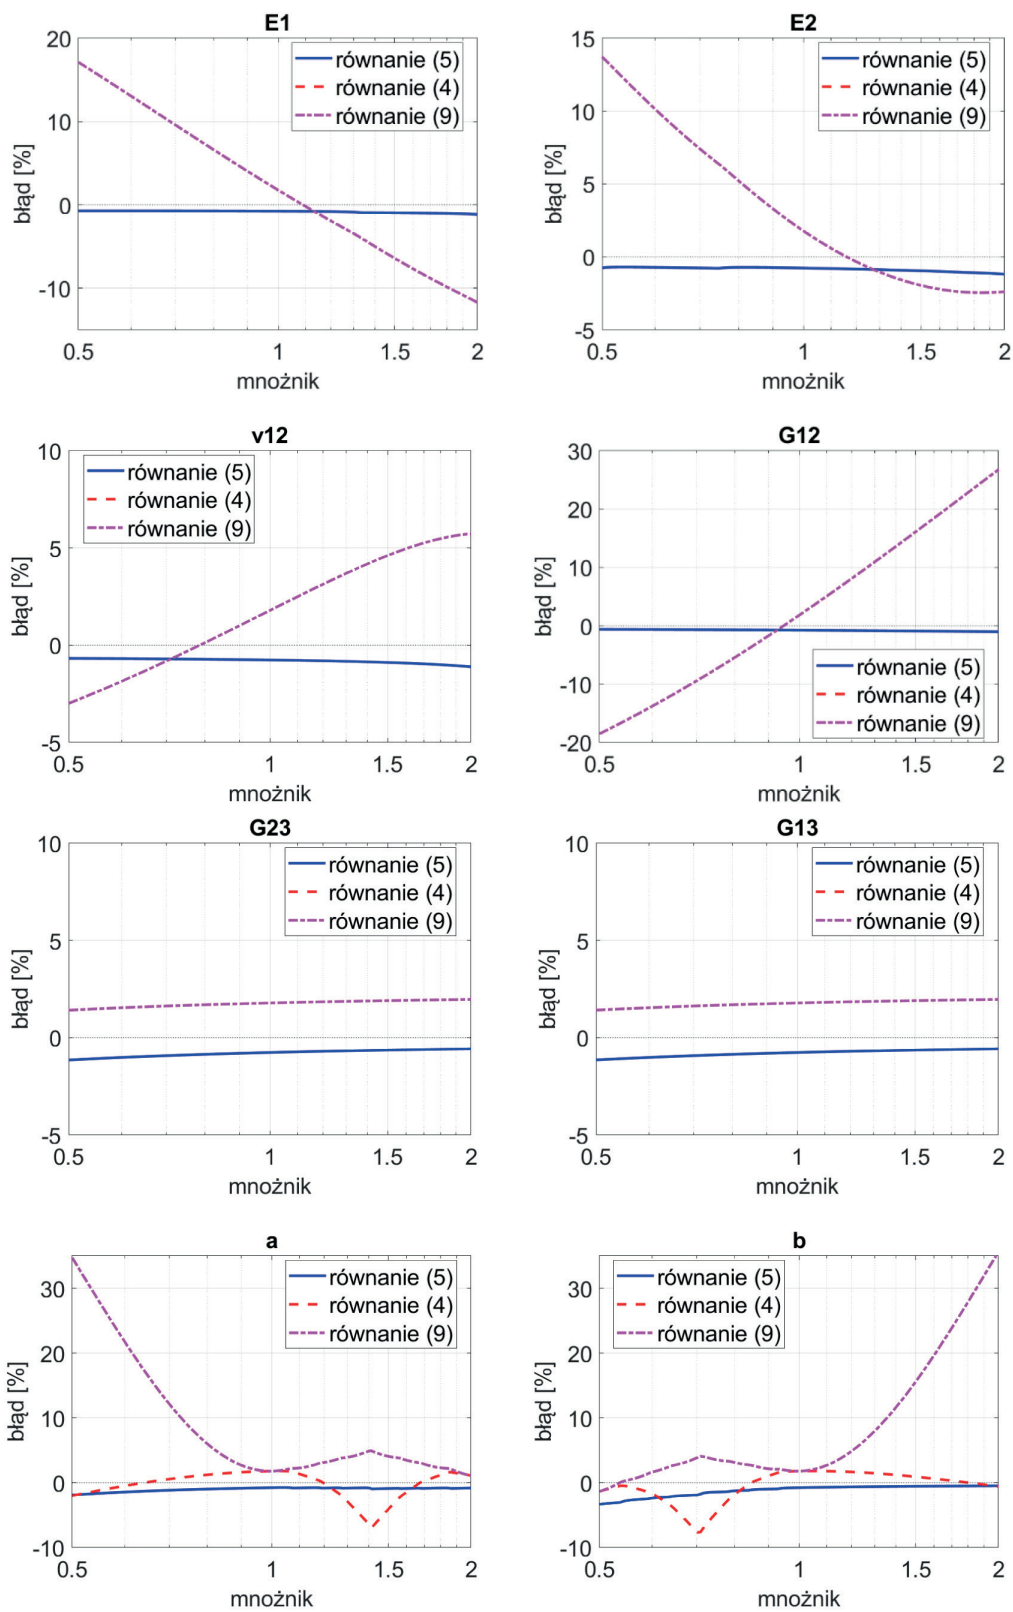 E1
20
10
0
-10
błąd [%]
równanie (5)
równanie (4)
równanie (9)
0.5
1
1.5
2
mnożnik
E2
15
10
5
0
-5
błąd [%]
równanie (5)
równanie (4)
równanie (9)
0.5
1
1.5
2
mnożnik
v12
10
5
0
-5
błąd [%]
równanie (5)
równanie (4)
równanie (9)
0.5
1
1.5
2
mnożnik
G12
30
20
10
0
-10
-20
błąd [%]
równanie (5)
równanie (4)
równanie (9)
0.5
1
1.5
2
mnożnik
G23
10
5
0
-5
błąd [%]
równanie (5)
równanie (4)
równanie (9)
0.5
1
1.5
2
mnożnik
G13
10
5
0
-5
błąd [%]
równanie (5)
równanie (4)
równanie (9)
0.5
1
1.5
2
mnożnik
a
30
20
10
0
-10
błąd [%]
równanie (5)
równanie (4)
równanie (9)
0.5
1
1.5
2
mnożnik
b
30
20
10
0
-10
błąd [%]
równanie (5)
równanie (4)
równanie (9)
0.5
1
1.5
2
mnożnik